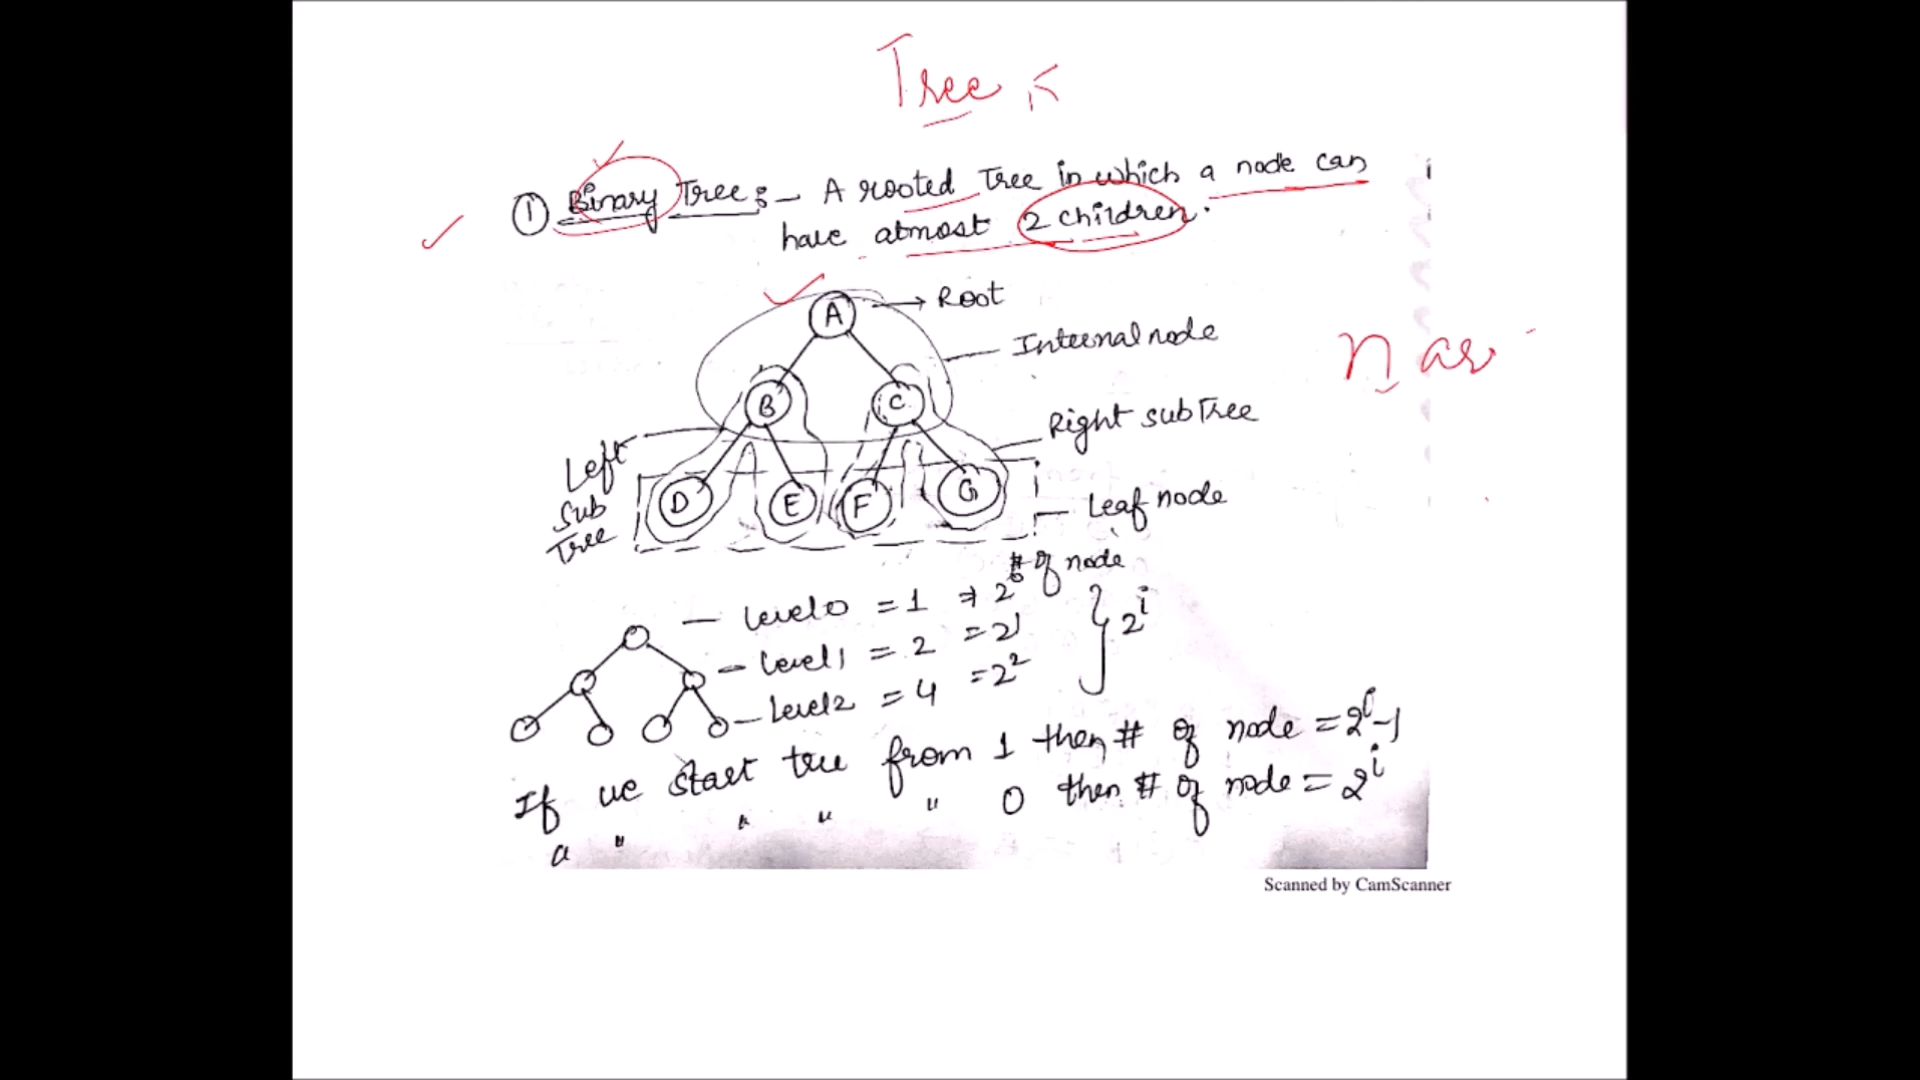 Tree
① Binary Tree :- A rooted Tree in which a node can
have atmost 2 children.
A → Root
Internal node
n ar
B C
Right subTree
Left
Sub
Tree
D E F G
Leaf node
# of node
Level 0 = 1 ⇒ 2⁰
Level 1 = 2 = 2¹ } 2ⁱ
Level 2 = 4 = 2²
If we start tree from 1 then # of node = 2ⁱ-1
" " " " " 0 then # of node = 2ⁱ
Scanned by CamScanner